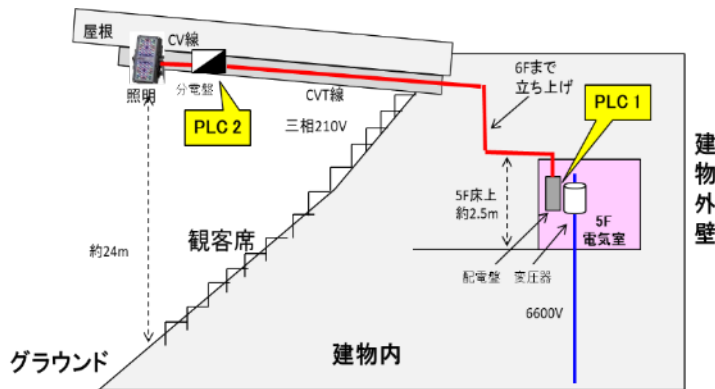 屋根
CV線
照明
分電盤
PLC 2
CVT線
三相210V
6Fまで
立ち上げ
PLC 1
建物外壁
5F床上
約2.5m
5F
電気室
配電盤
変圧器
6600V
約24m
観客席
グラウンド
建物内